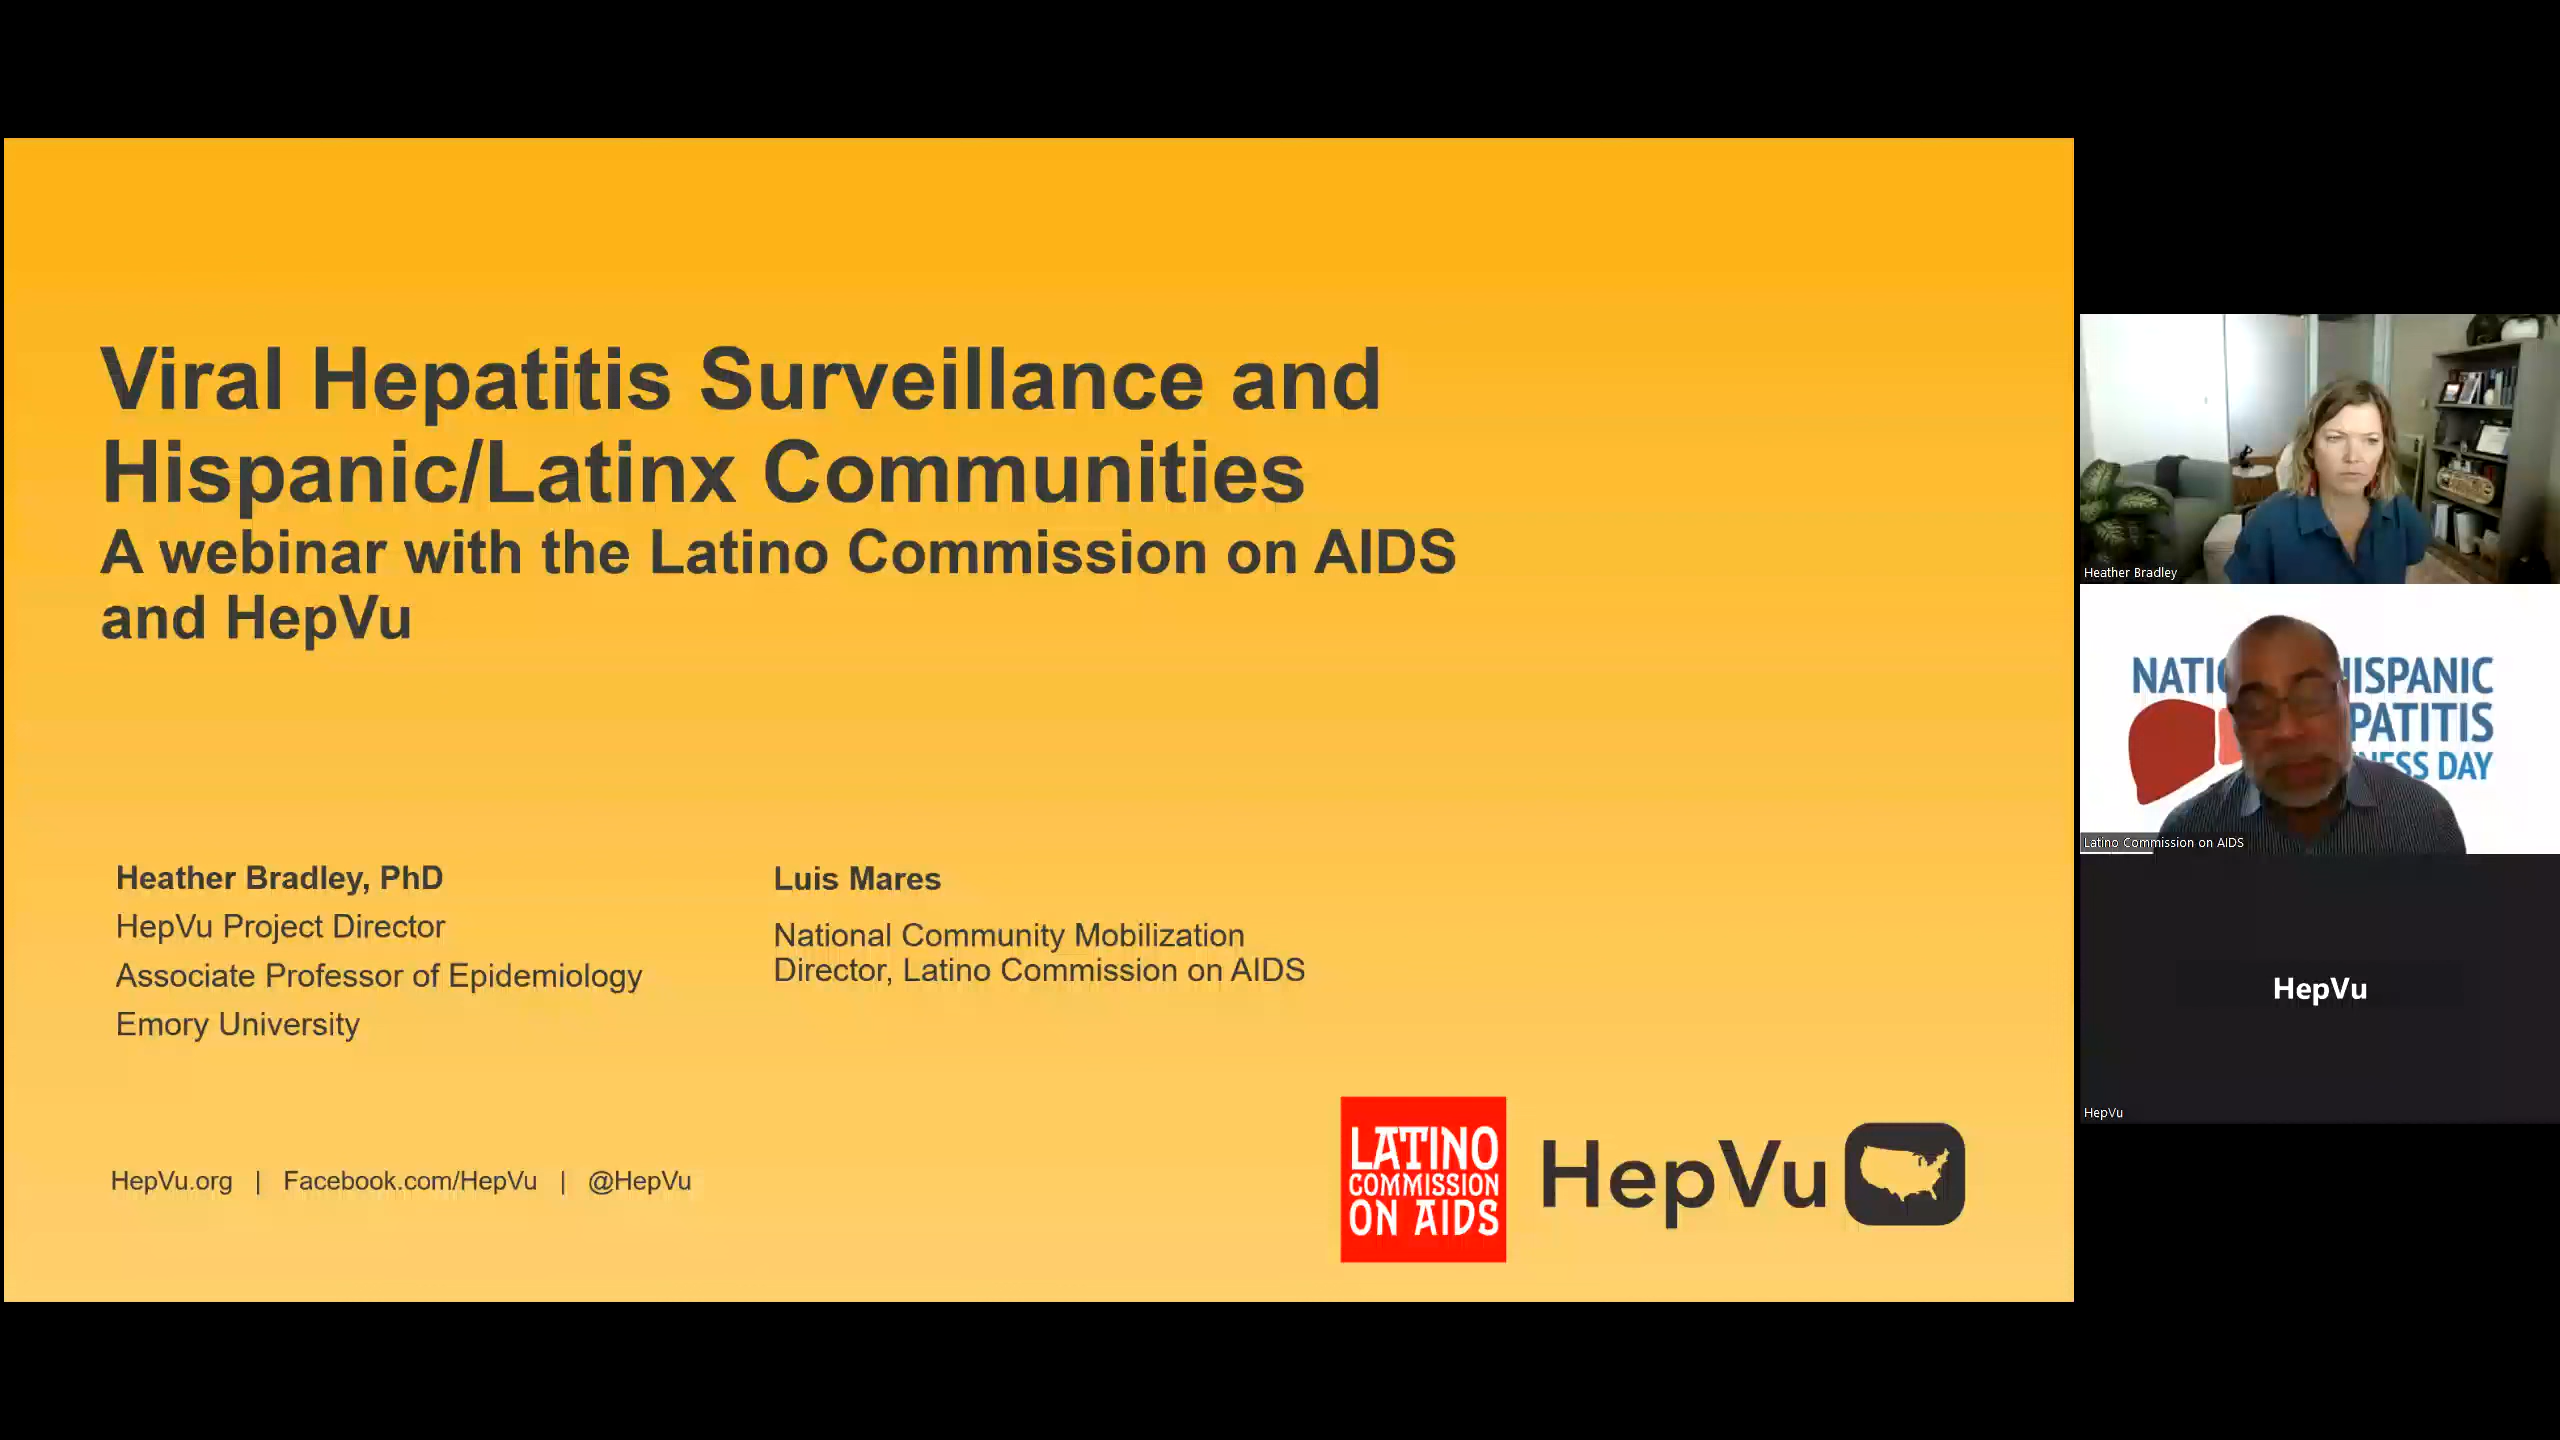 Viral Hepatitis Surveillance and
Hispanic/Latinx Communities
A webinar with the Latino Commission on AIDS
and HepVu
Heather Bradley, PhD
HepVu Project Director
Associate Professor of Epidemiology
Emory University
Luis Mares
National Community Mobilization
Director, Latino Commission on AIDS
HepVu.org | Facebook.com/HepVu | @HepVu
LATINO
COMMISSION
ON AIDS
HepVu
Heather Bradley
NATIO ISPANIC
PATITIS
NESS DAY
Latino Commission on AIDS
HepVu
HepVu